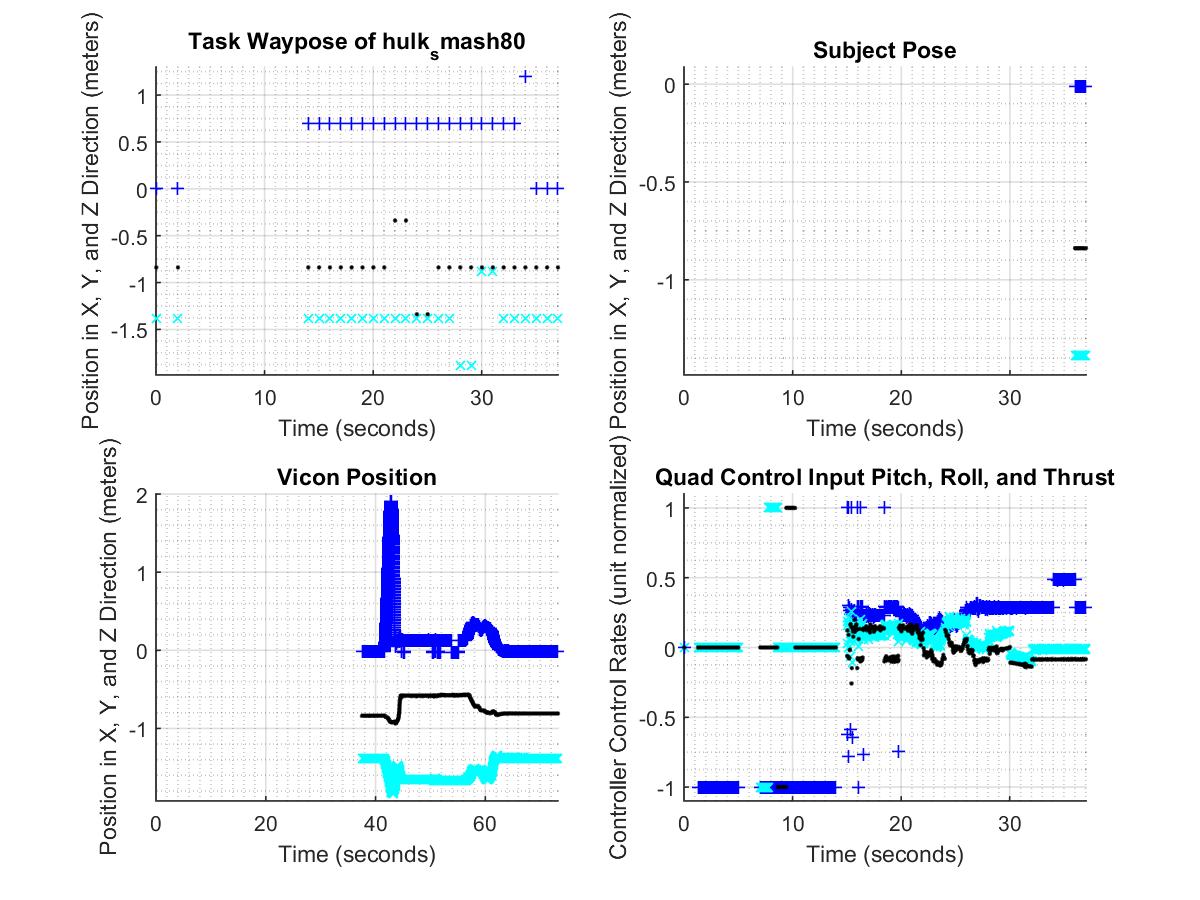 Task Waypose of hulk_smash80
Position in X, Y, and Z Direction (meters)
1
0.5
0
-0.5
-1
-1.5
0 10 20 30
Time (seconds)
Subject Pose
Position in X, Y, and Z Direction (meters)
0
-0.5
-1
0 10 20 30
Time (seconds)
Vicon Position
Position in X, Y, and Z Direction (meters)
2
1
0
-1
0 20 40 60
Time (seconds)
Quad Control Input Pitch, Roll, and Thrust
Controller Control Rates (unit normalized)
1
0.5
0
-0.5
-1
0 10 20 30
Time (seconds)